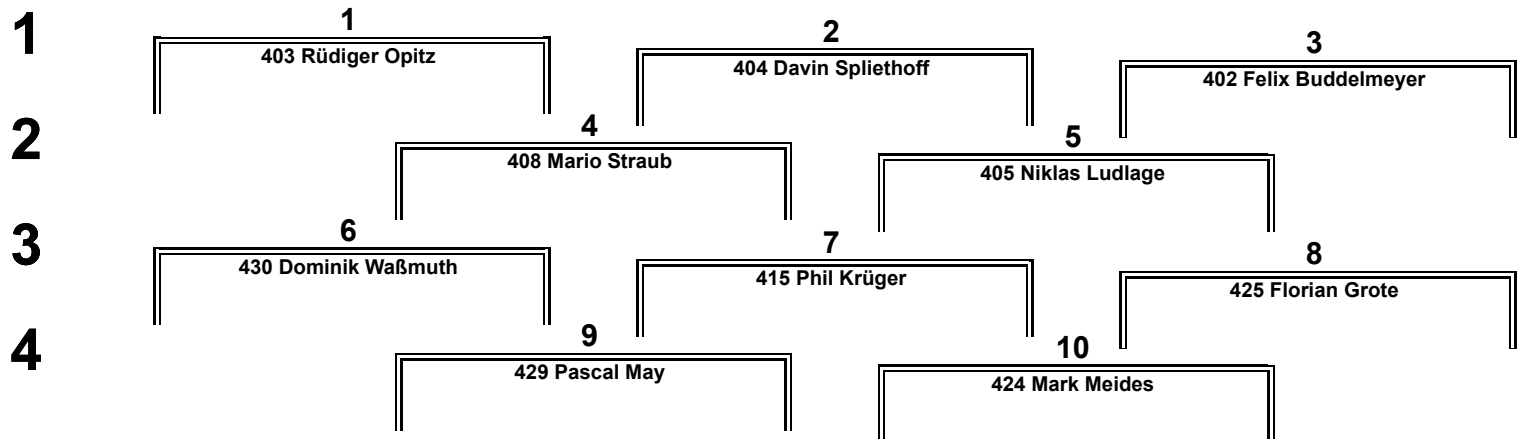 1
1
403 Rüdiger Opitz
2
404 Davin Spliethoff
3
402 Felix Buddelmeyer
2
4
408 Mario Straub
5
405 Niklas Ludlage
3
6
430 Dominik Waßmuth
7
415 Phil Krüger
8
425 Florian Grote
4
9
429 Pascal May
10
424 Mark Meides